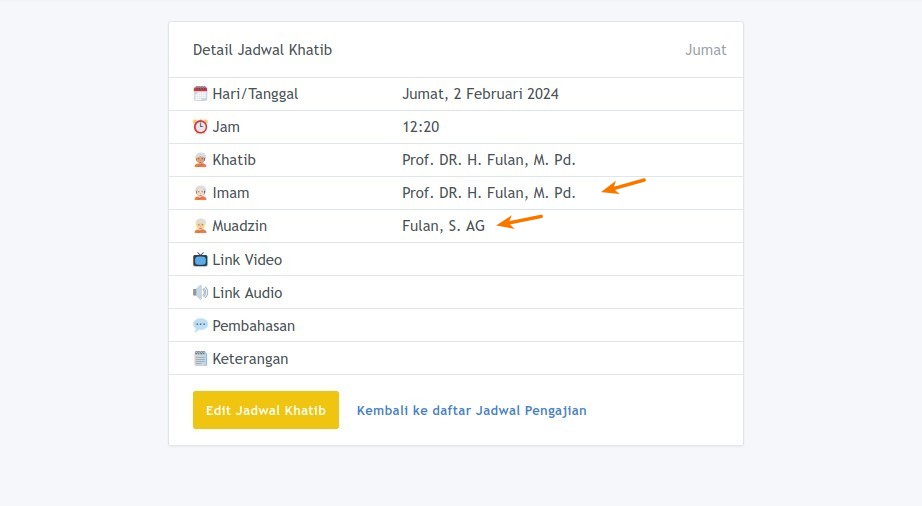 Detail Jadwal Khatib Jumat
Hari/Tanggal Jumat, 2 Februari 2024
Jam 12:20
Khatib Prof. DR. H. Fulan, M. Pd.
Imam Prof. DR. H. Fulan, M. Pd.
Muadzin Fulan, S. AG
Link Video
Link Audio
Pembahasan
Keterangan
Edit Jadwal Khatib Kembali ke daftar Jadwal Pengajian